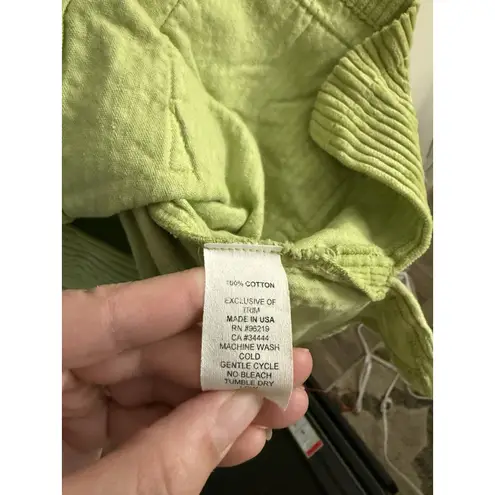 100% COTTON
EXCLUSIVE OF
TRIM
MADE IN USA
RN #96219
CA #34444
MACHINE WASH
COLD
GENTLE CYCLE
NO BLEACH
TUMBLE DRY